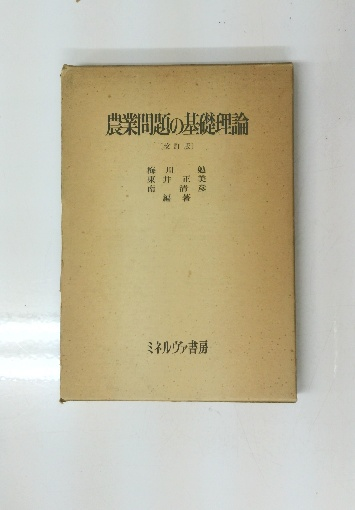 農業問題の基礎理論
〔改訂版〕
梅川 勉
東井正美
南 清彦
編著
ミネルヴァ書房